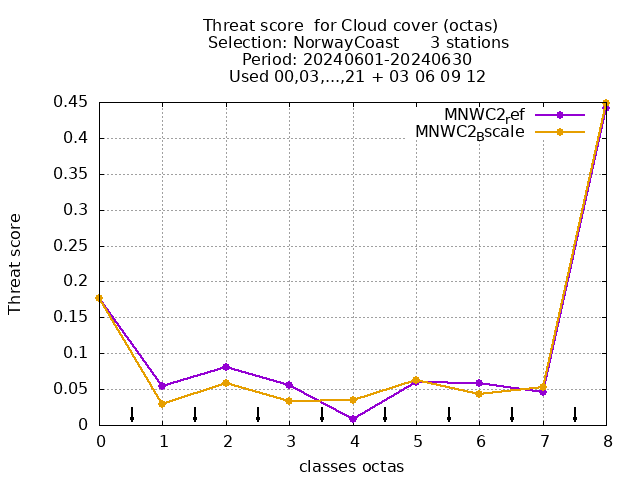 Threat score  for Cloud cover (octas)
Selection: NorwayCoast      3 stations
Period: 20240601-20240630
Used 00,03,...,21 + 03 06 09 12
MNWC2ref
MNWC2Bscale
0.45
0.4
0.35
0.3
0.25
0.2
0.15
0.1
0.05
0
Threat score
0 1 2 3 4 5 6 7 8
classes octas